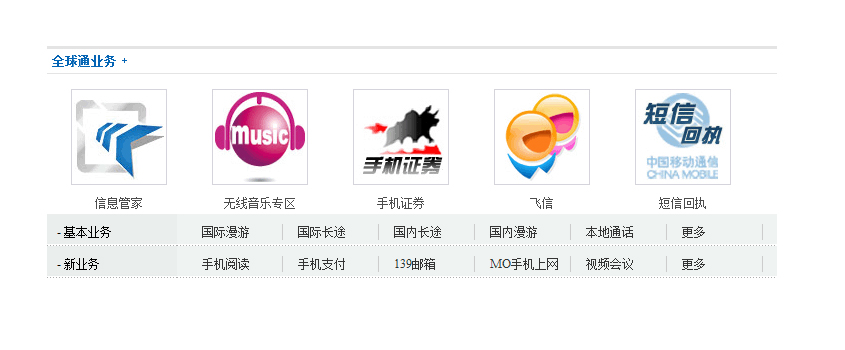 全球通业务 +
Music
手机证券
短信
回执
中国移动通信
CHINA MOBILE
信息管家 无线音乐专区 手机证券 飞信 短信回执
- 基本业务 国际漫游 国际长途 国内长途 国内漫游 本地通话 更多
- 新业务 手机阅读 手机支付 139邮箱 MO手机上网 视频会议 更多